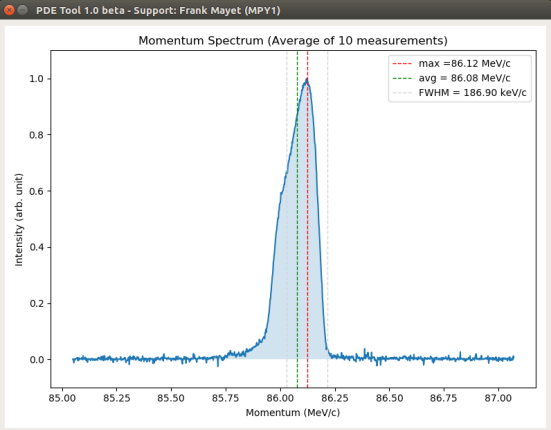 PDE Tool 1.0 beta - Support: Frank Mayet (MPY1)
Momentum Spectrum (Average of 10 measurements)
max =86.12 MeV/c
avg = 86.08 MeV/c
FWHM = 186.90 keV/c
Intensity (arb. unit)
1.0
0.8
0.6
0.4
0.2
0.0
85.00 85.25 85.50 85.75 86.00 86.25 86.50 86.75 87.00
Momentum (MeV/c)